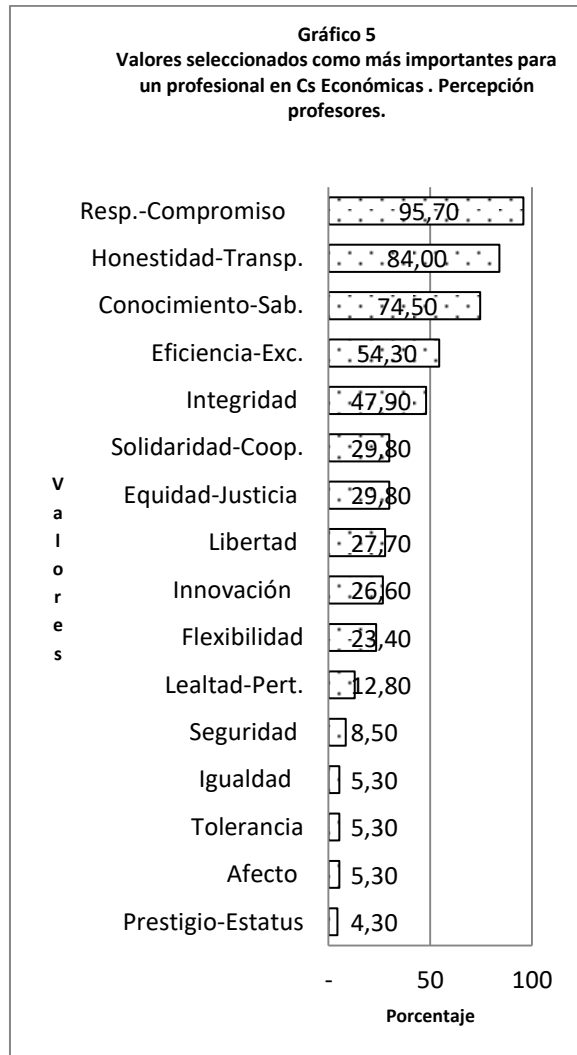 Gráfico 5
Valores seleccionados como más importantes para
un profesional en Cs Económicas . Percepción
profesores.
Resp.-Compromiso 95,70
Honestidad-Transp. 84,00
Conocimiento-Sab. 74,50
Eficiencia-Exc. 54,30
Integridad 47,90
Solidaridad-Coop. 29,80
Equidad-Justicia 29,80
Libertad 27,70
Innovación 26,60
Flexibilidad 23,40
Lealtad-Pert. 12,80
Seguridad 8,50
Igualdad 5,30
Tolerancia 5,30
Afecto 5,30
Prestigio-Estatus 4,30
Valores
- 50 100
Porcentaje